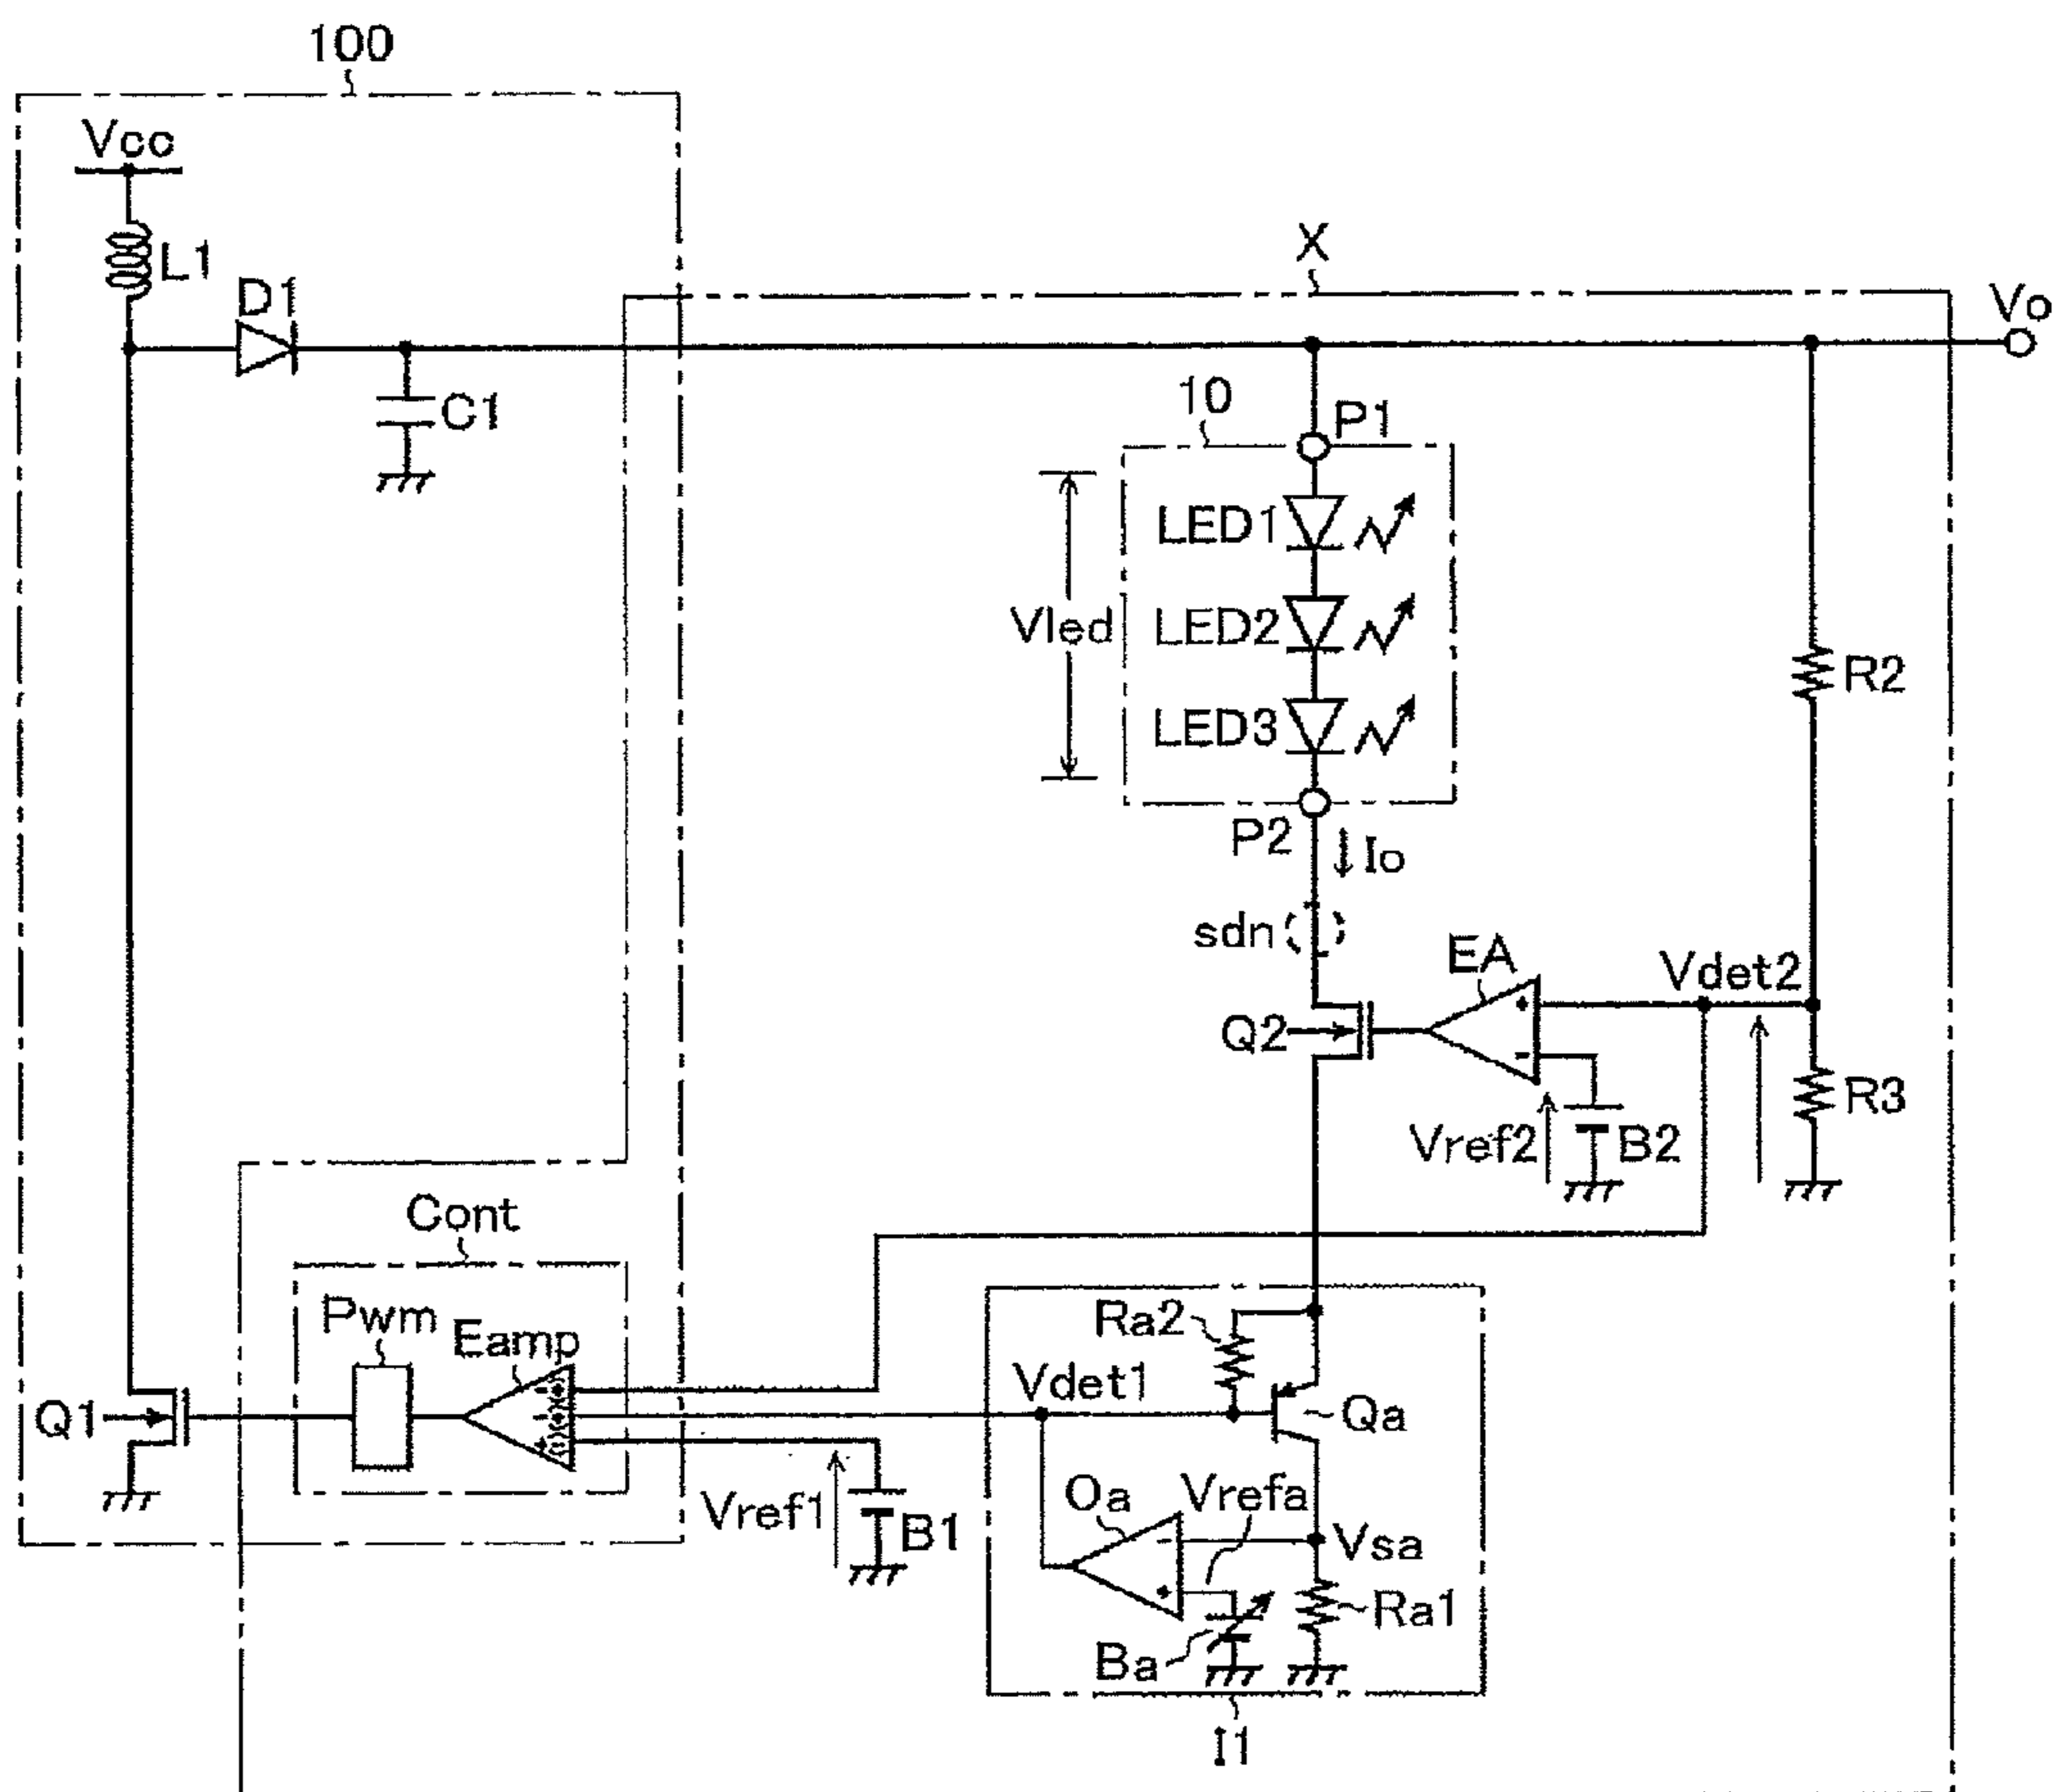 100
Vcc
L1
D1
C1
X
Vo
10
P1
LED1
Vled
LED2
LED3
R2
P2
Io
sdn
EA
Vdet2
Q2
+
-
R3
Vref2
B2
Cont
Pwm
Eamp
Ra2
Vdet1
Q1
Qa
Vref1
B1
Oa
Vrefa
-
Vsa
+
Ra1
Ba
I1